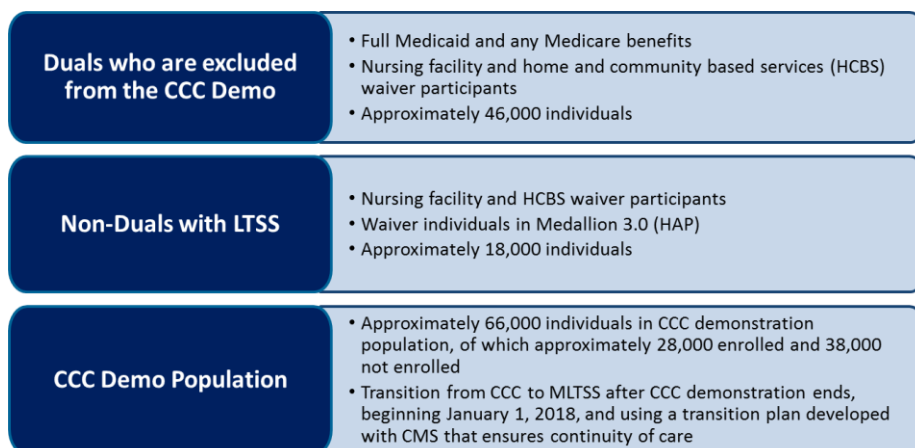 Duals who are excluded
from the CCC Demo
• Full Medicaid and any Medicare benefits
• Nursing facility and home and community based services (HCBS)
waiver participants
• Approximately 46,000 individuals
Non-Duals with LTSS
• Nursing facility and HCBS waiver participants
• Waiver individuals in Medallion 3.0 (HAP)
• Approximately 18,000 individuals
CCC Demo Population
• Approximately 66,000 individuals in CCC demonstration
population, of which approximately 28,000 enrolled and 38,000
not enrolled
• Transition from CCC to MLTSS after CCC demonstration ends,
beginning January 1, 2018, and using a transition plan developed
with CMS that ensures continuity of care